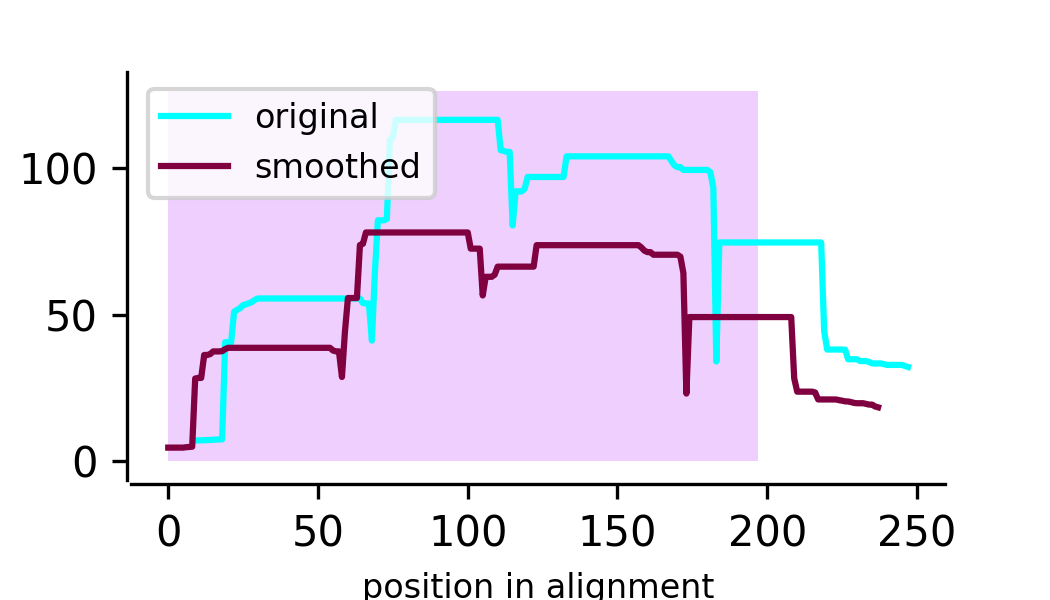 original
smoothed
100
50
0
0 50 100 150 200 250
position in alignment